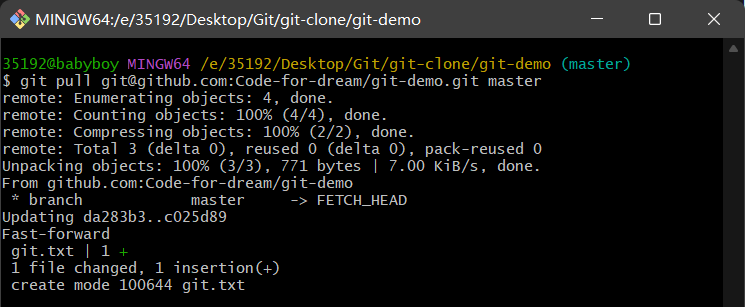 MINGW64:/e/35192/Desktop/Git/git-clone/git-demo
35192@babyboy MINGW64 /e/35192/Desktop/Git/git-clone/git-demo (master)
$ git pull git@github.com:Code-for-dream/git-demo.git master
remote: Enumerating objects: 4, done.
remote: Counting objects: 100% (4/4), done.
remote: Compressing objects: 100% (2/2), done.
remote: Total 3 (delta 0), reused 0 (delta 0), pack-reused 0
Unpacking objects: 100% (3/3), 771 bytes | 7.00 KiB/s, done.
From github.com:Code-for-dream/git-demo
 * branch            master     -> FETCH_HEAD
Updating da283b3..c025d89
Fast-forward
 git.txt | 1 +
 1 file changed, 1 insertion(+)
 create mode 100644 git.txt